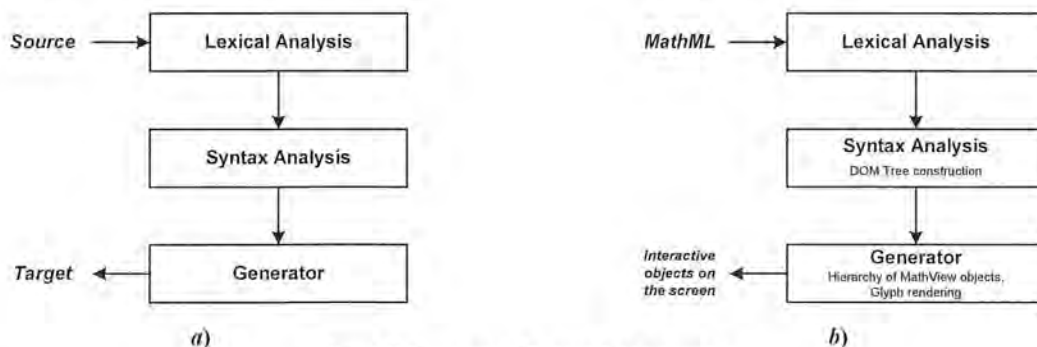 Source
Lexical Analysis
Syntax Analysis
Target
Generator
a)
MathML
Lexical Analysis
Syntax Analysis
DOM Tree construction
Interactive
objects on
the screen
Generator
Hierarchy of MathView objects,
Glyph rendering
b)